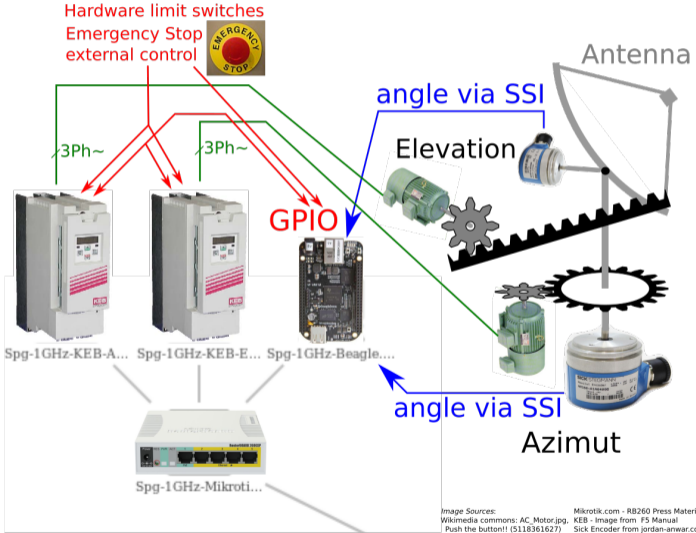 Hardware limit switches
Emergency Stop
external control
EMERGENCY
STOP
Antenna
angle via SSI
Elevation
3Ph~
3Ph~
GPIO
KEB
KEB
Spg-1GHz-KEB-A...
Spg-1GHz-KEB-E...
Spg-1GHz-Beagle....
angle via SSI
Azimut
Spg-1GHz-Mikroti...
Image Sources:
Wikimedia commons: AC_Motor.jpg,
Push the button!! (5118361627)
Mikrotik.com - RB260 Press Materi
KEB - Image from F5 Manual
Sick Encoder from jordan-anwar.co